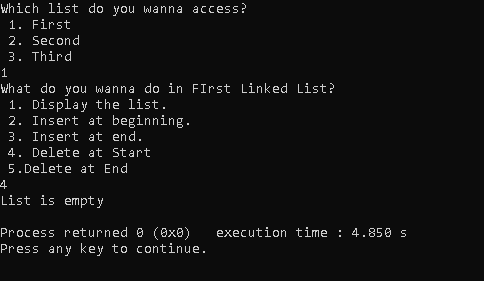 Which list do you wanna access?
 1. First
 2. Second
 3. Third
1
What do you wanna do in FIrst Linked List?
 1. Display the list.
 2. Insert at beginning.
 3. Insert at end.
 4. Delete at Start
 5.Delete at End
4
List is empty

Process returned 0 (0x0)   execution time : 4.850 s
Press any key to continue.